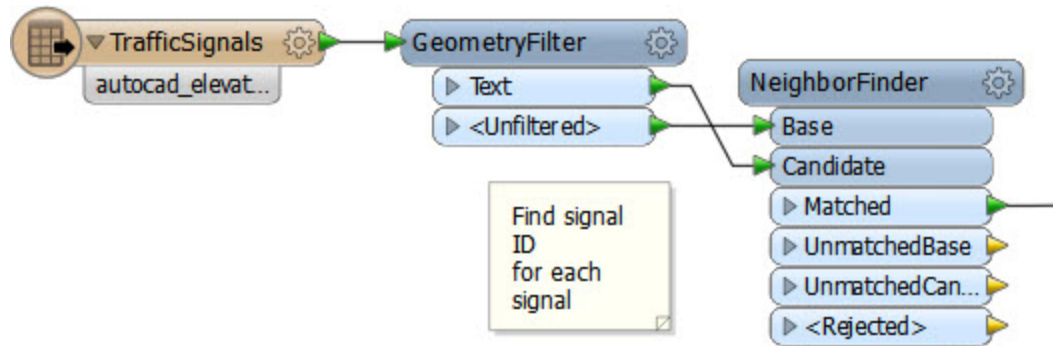 TrafficSignals
autocad_elevat...
GeometryFilter
Text
<Unfiltered>
NeighborFinder
Base
Candidate
Matched
UnmatchedBase
UnmatchedCan...
<Rejected>
Find signal
ID
for each
signal